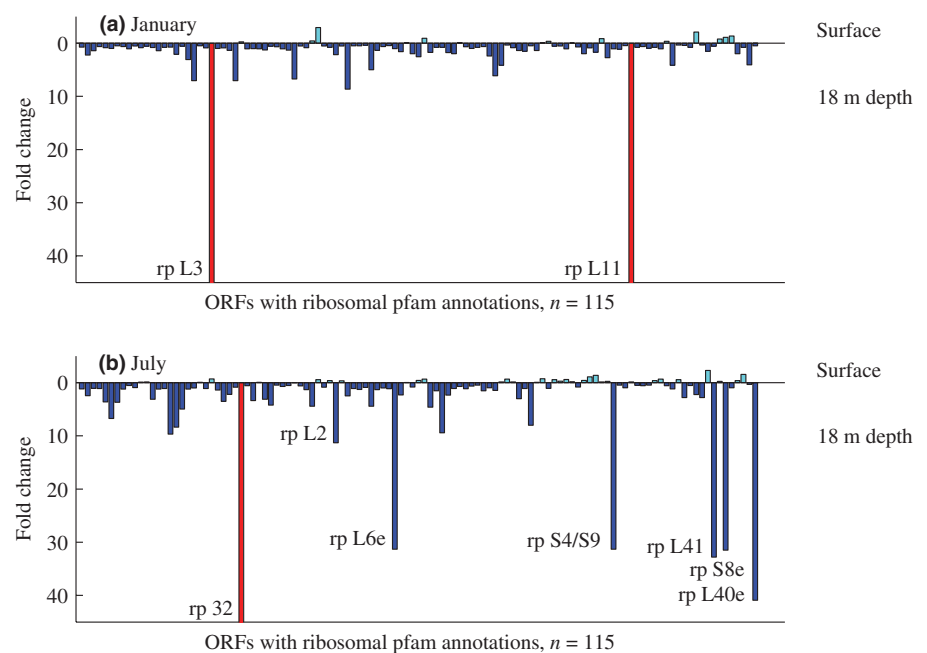 (a) January
Surface
0
18 m depth
10
20
30
40
Fold change
rp L3
rp L11
ORFs with ribosomal pfam annotations, n = 115
(b) July
Surface
0
18 m depth
10
20
30
40
Fold change
rp L2
rp L6e
rp S4/S9
rp L41
rp S8e
rp L40e
rp 32
ORFs with ribosomal pfam annotations, n = 115